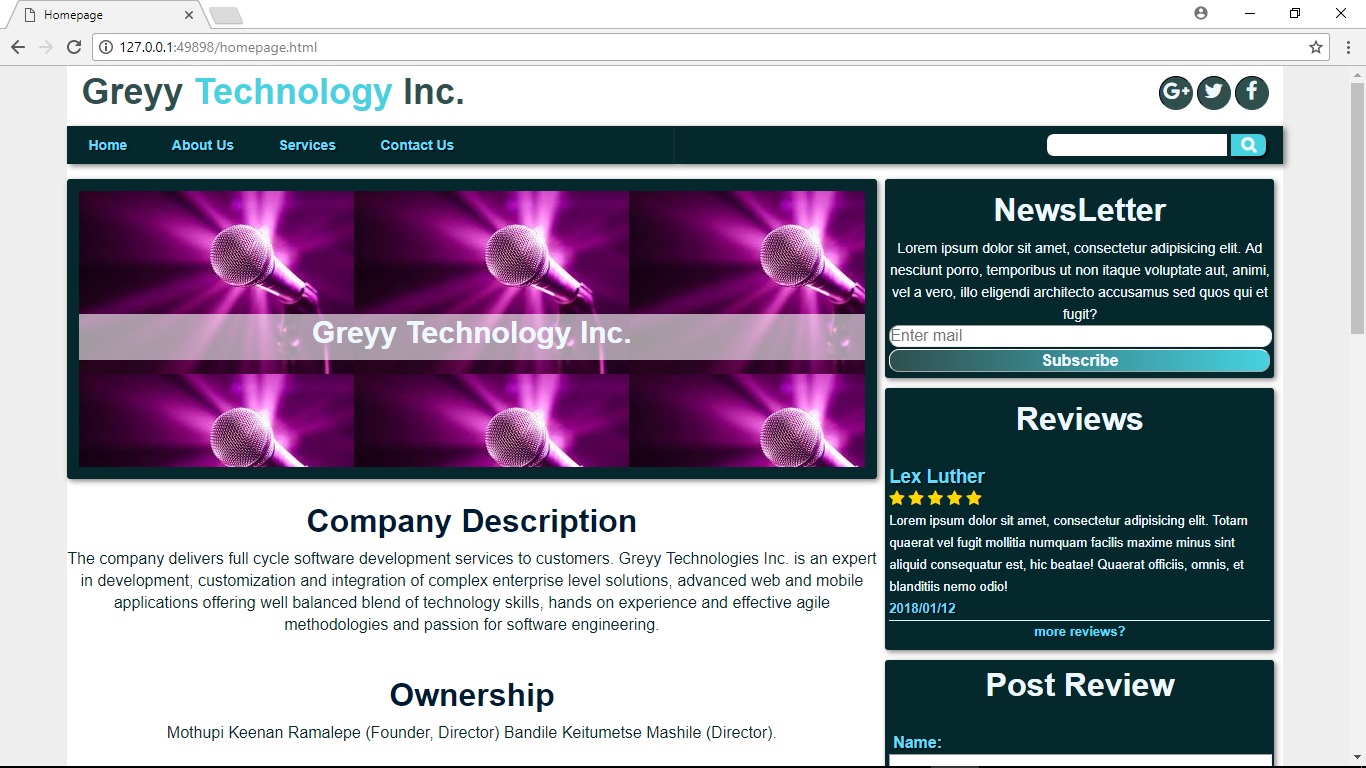 Homepage
127.0.0.1:49898/homepage.html
Greyy Technology Inc.
G+ f
Home About Us Services Contact Us
Greyy Technology Inc.
Company Description
The company delivers full cycle software development services to customers. Greyy Technologies Inc. is an expert
in development, customization and integration of complex enterprise level solutions, advanced web and mobile
applications offering well balanced blend of technology skills, hands on experience and effective agile
methodologies and passion for software engineering.
Ownership
Mothupi Keenan Ramalepe (Founder, Director) Bandile Keitumetse Mashile (Director).
NewsLetter
Lorem ipsum dolor sit amet, consectetur adipisicing elit. Ad
nesciunt porro, temporibus ut non itaque voluptate aut, animi,
vel a vero, illo eligendi architecto accusamus sed quos qui et
fugit?
Enter mail
Subscribe
Reviews
Lex Luther
Lorem ipsum dolor sit amet, consectetur adipisicing elit. Totam
quaerat vel fugit mollitia numquam facilis maxime minus sint
aliquid consequatur est, hic beatae! Quaerat officiis, omnis, et
blanditiis nemo odio!
2018/01/12
more reviews?
Post Review
Name: